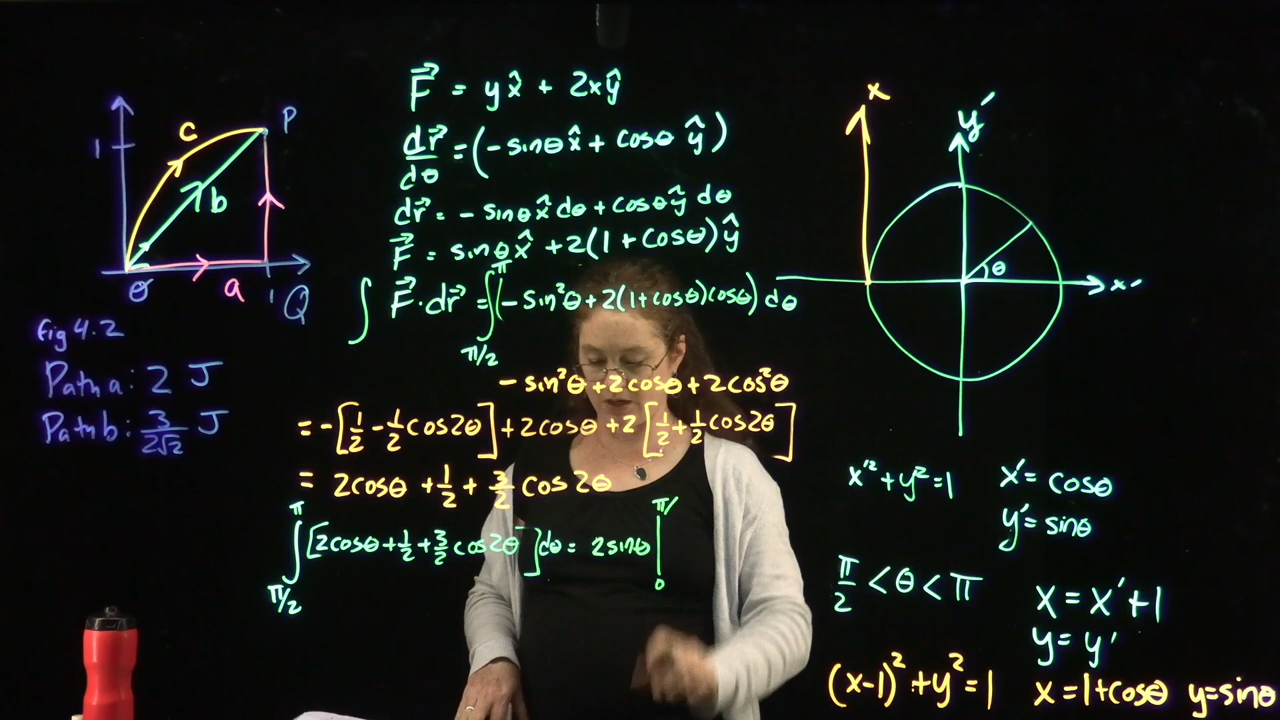 1
c
P
b
a
O
1
Q
fig 4.2
Path a: 2 J
Path b: 3/(2√2) J
F⃗ = y x̂ + 2x ŷ
dr⃗/dθ = (-sinθ x̂ + cosθ ŷ)
dr⃗ = - sinθ x̂ dθ + cosθ ŷ dθ
F⃗ = sinθ x̂ + 2(1 + cosθ) ŷ
∫ F⃗ · dr⃗ = ∫_{π/2}^{π} (-sin²θ + 2(1+cosθ)cosθ) dθ
- sin²θ + 2cosθ + 2cos²θ
= -[1/2 - 1/2 cos2θ] + 2cosθ + 2[1/2 + 1/2 cos2θ]
= 2cosθ + 1/2 + 3/2 cos2θ
∫_{π/2}^{π} [2cosθ + 1/2 + 3/2 cos2θ] dθ = 2sinθ |_{0}^{π/}
x
y'
θ
x'
x'² + y² = 1
x' = cosθ
y' = sinθ
π/2 < θ < π
x = x' + 1
y = y'
(x-1)² + y² = 1
x = 1+cosθ y=sinθ